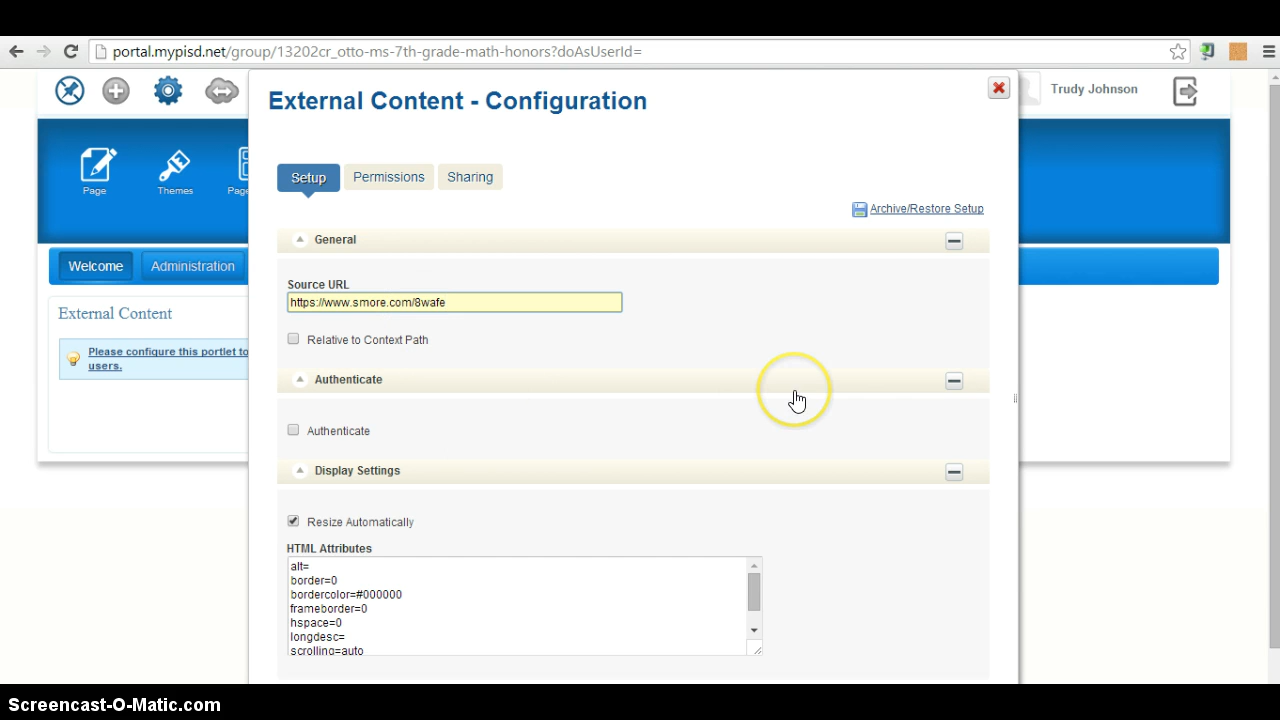 portal.mypisd.net/group/13202cr_otto-ms-7th-grade-math-honors?doAsUserId=
External Content - Configuration
Trudy Johnson
Page
Themes
Page
Setup
Permissions
Sharing
Archive/Restore Setup
General
Welcome
Administration
Source URL
https://www.smore.com/8wafe
External Content
Relative to Context Path
Please configure this portlet to
users.
Authenticate
Authenticate
Display Settings
Resize Automatically
HTML Attributes
alt=
border=0
bordercolor=#000000
frameborder=0
hspace=0
longdesc=
scrolling=auto
Screencast-O-Matic.com